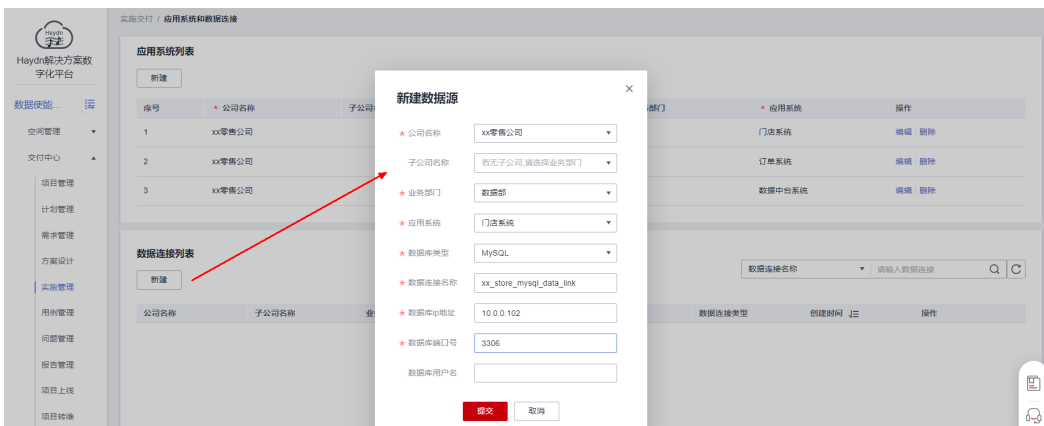 Haydn
Haydn解决方案数
字化平台
数据使能...
空间管理
交付中心
项目管理
计划管理
需求管理
方案设计
实施管理
用例管理
问题管理
报告管理
项目上线
项目转维
实施交付 / 应用系统和数据连接
应用系统列表
新建
序号 * 公司名称 子公司 部门 * 应用系统 操作
1 xx零售公司 门店系统 编辑 删除
2 xx零售公司 订单系统 编辑 删除
3 xx零售公司 数据中台系统 编辑 删除
数据连接列表
新建
数据连接名称 请输入数据连接
公司名称 子公司名称 业 数据连接类型 创建时间 操作
新建数据源 ×
* 公司名称 xx零售公司
子公司名称 若无子公司,请选择业务部门
* 业务部门 数据部
* 应用系统 门店系统
* 数据库类型 MySQL
* 数据连接名称 xx_store_mysql_data_link
* 数据库ip地址 10.0.0.102
* 数据库端口号 3306
数据库用户名
提交 取消